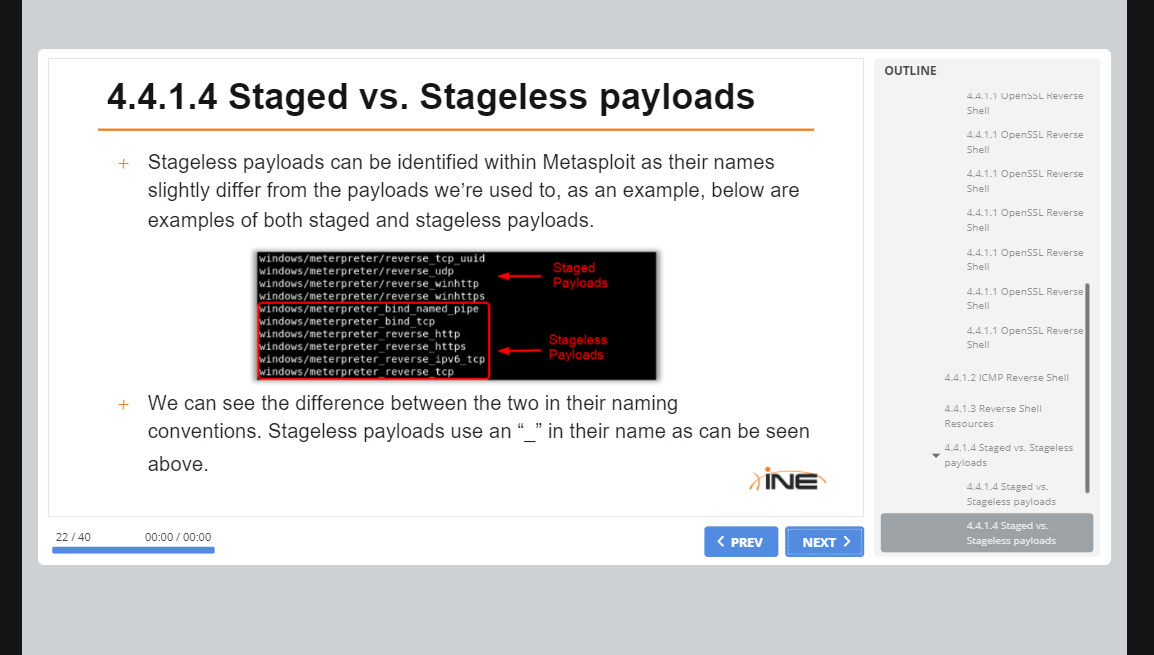 4.4.1.4 Staged vs. Stageless payloads
+ Stageless payloads can be identified within Metasploit as their names
slightly differ from the payloads we’re used to, as an example, below are
examples of both staged and stageless payloads.
windows/meterpreter/reverse_tcp_uuid
windows/meterpreter/reverse_udp
windows/meterpreter/reverse_winhttp
windows/meterpreter/reverse_winhttps
windows/meterpreter_bind_named_pipe
windows/meterpreter_bind_tcp
windows/meterpreter_reverse_http
windows/meterpreter_reverse_https
windows/meterpreter_reverse_ipv6_tcp
windows/meterpreter_reverse_tcp
Staged
Payloads
Stageless
Payloads
+ We can see the difference between the two in their naming
conventions. Stageless payloads use an “_” in their name as can be seen
above.
iNE
22 / 40
00:00 / 00:00
PREV
NEXT
OUTLINE
4.4.1.1 OpenSSL Reverse
Shell
4.4.1.1 OpenSSL Reverse
Shell
4.4.1.1 OpenSSL Reverse
Shell
4.4.1.1 OpenSSL Reverse
Shell
4.4.1.1 OpenSSL Reverse
Shell
4.4.1.1 OpenSSL Reverse
Shell
4.4.1.1 OpenSSL Reverse
Shell
4.4.1.2 ICMP Reverse Shell
4.4.1.3 Reverse Shell
Resources
4.4.1.4 Staged vs. Stageless
payloads
4.4.1.4 Staged vs.
Stageless payloads
4.4.1.4 Staged vs.
Stageless payloads